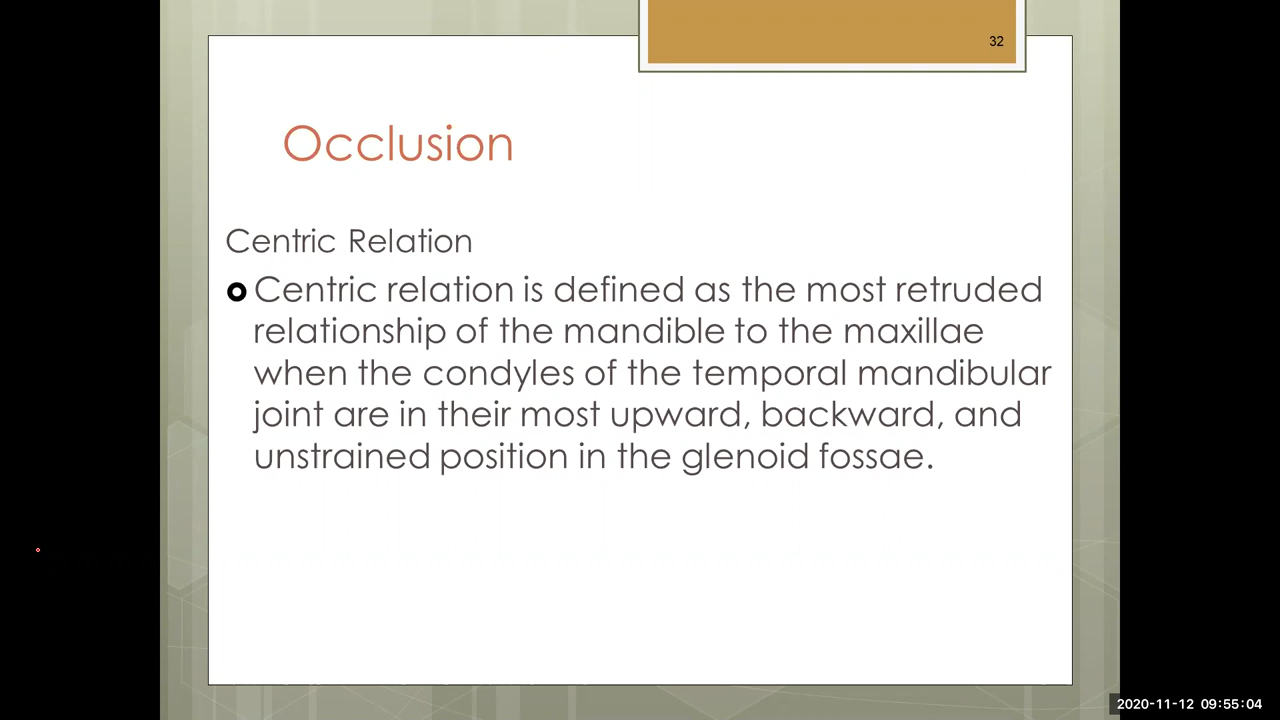 32
Occlusion
Centric Relation
Centric relation is defined as the most retruded
relationship of the mandible to the maxillae
when the condyles of the temporal mandibular
joint are in their most upward, backward, and
unstrained position in the glenoid fossae.
2020-11-12 09:55:04